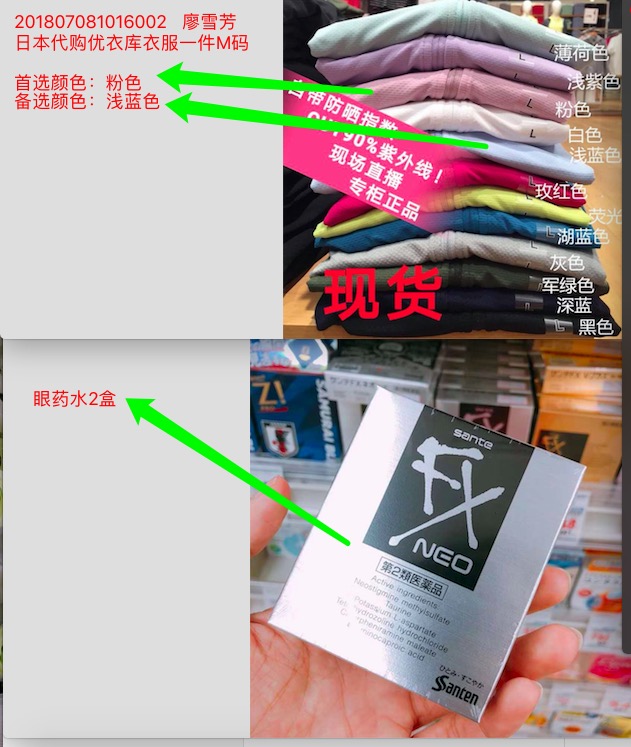 201807081016002 廖雪芳
日本代购优衣库衣服一件M码
首选颜色：粉色
备选颜色：浅蓝色
薄荷色
浅紫色
粉色
白色
浅蓝色
玫红色
荧光
湖蓝色
灰色
军绿色
深蓝
黑色
自带防晒指数
90%紫外线！
现场直播
专柜正品
现货
L
L
L
L
L
眼药水2盒
Z!
SAMURAI BL
sante
FX
NEO
第2類医薬品
Active ingredients
Neostigmine methylsulfate
Taurine
Potassium L-aspartate
hydrozoline hydrochloride
pheniramine maleate
aminocaproic acid
ひとみ・すこやか
Santen